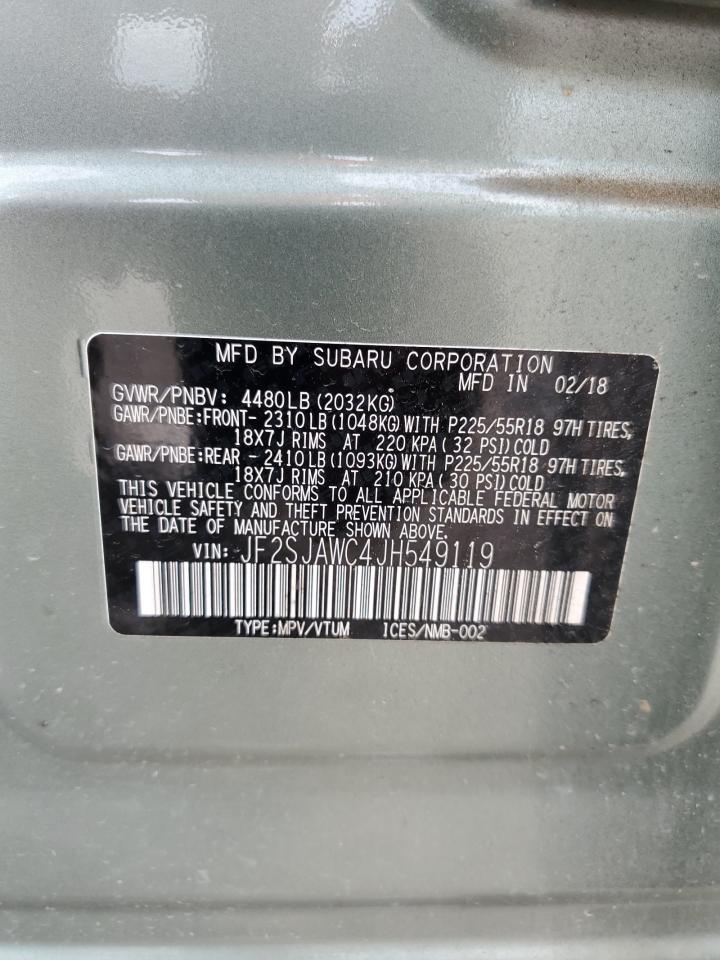 MFD BY SUBARU CORPORATION
MFD IN 02/18
GVWR/PNBV: 4480LB(2032KG)
GAWR/PNBE:FRONT- 2310LB(1048KG)WITH P225/55R18 97H TIRES,
18X7J RIMS AT 220 KPA(32 PSI)COLD
GAWR/PNBE:REAR - 2410LB(1093KG)WITH P225/55R18 97H TIRES,
18X7J RIMS AT 210 KPA(30 PSI)COLD
THIS VEHICLE CONFORMS TO ALL APPLICABLE FEDERAL MOTOR
VEHICLE SAFETY AND THEFT PREVENTION STANDARDS IN EFFECT ON
THE DATE OF MANUFACTURE SHOWN ABOVE.
VIN: JF2SJAWC4JH549119
TYPE:MPV/VTUM ICES/NMB-002